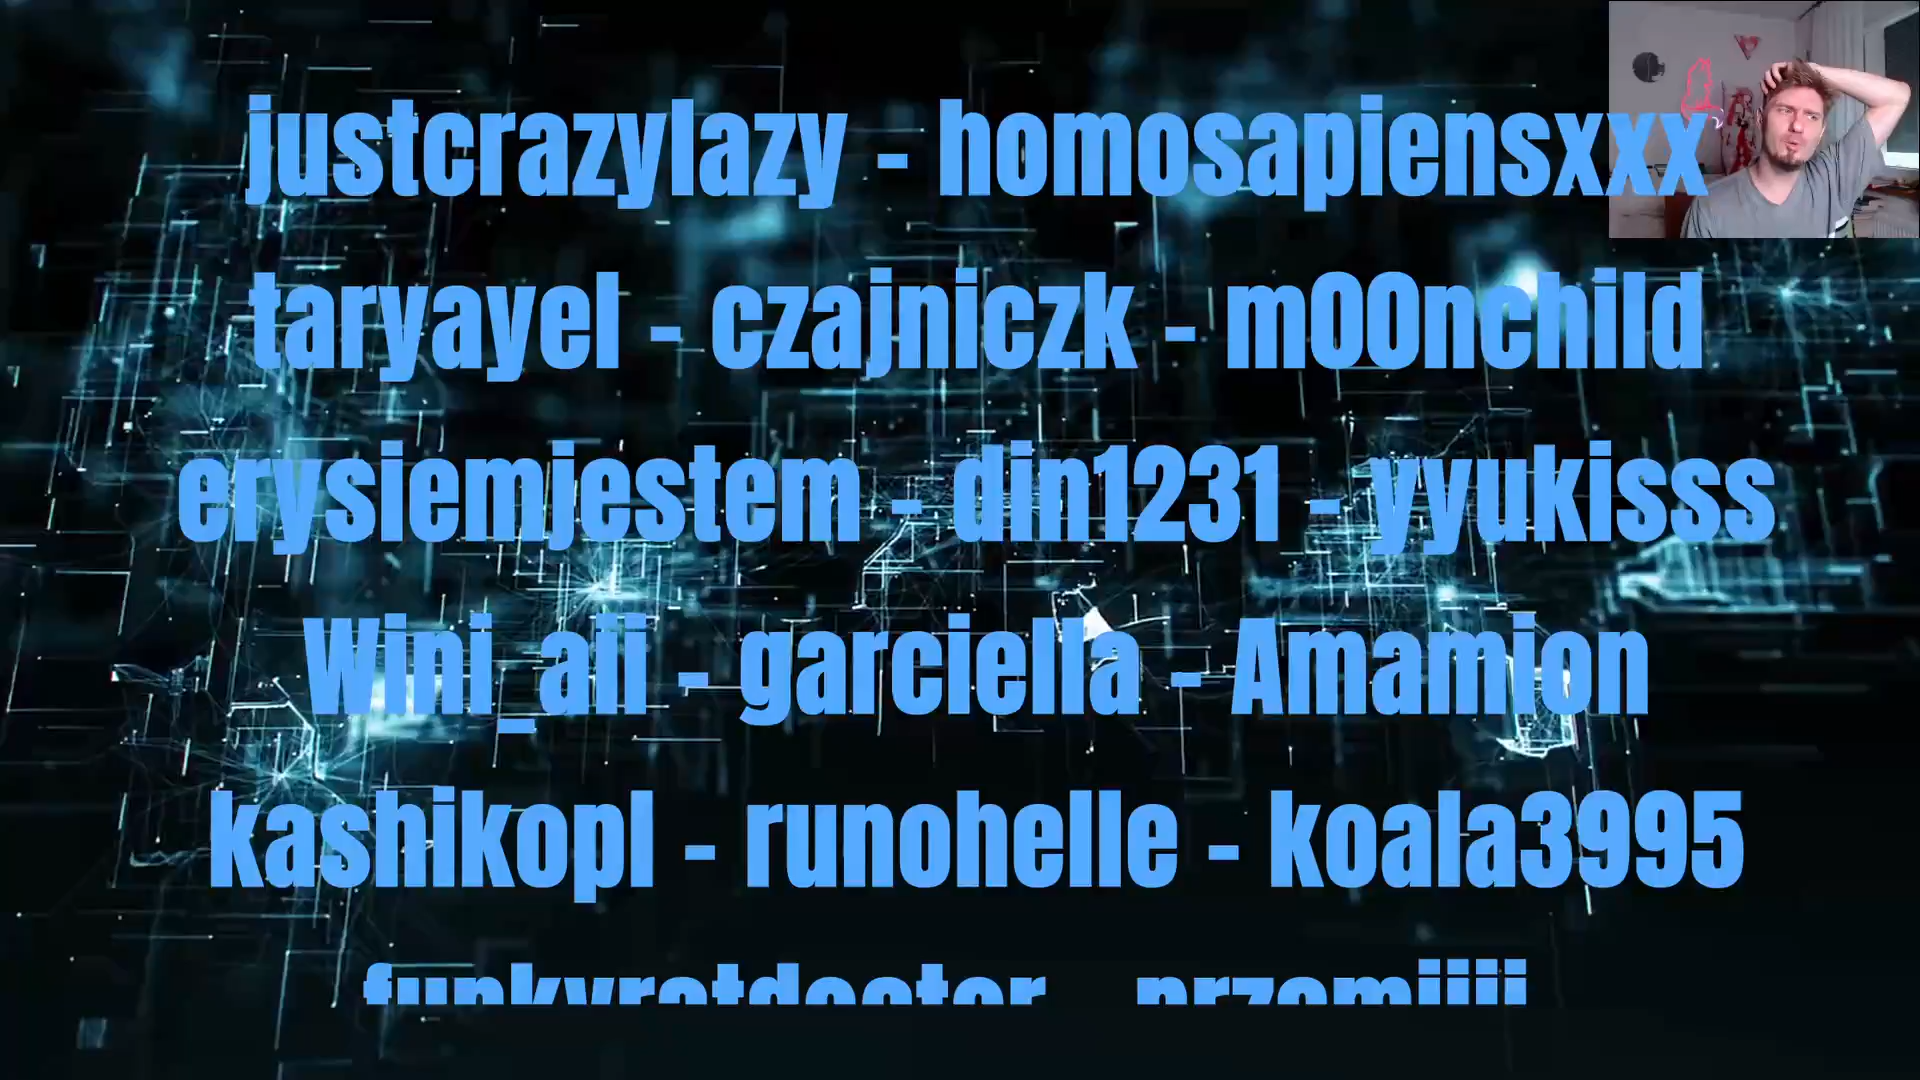 justcrazylazy - homosapiensxxx
taryayel - czajniczk - m00nchild
erysiemjestem - din1231 - yyukisss
Wini_aii - garciella - Amamion
kashikopl - runohelle - koala3995